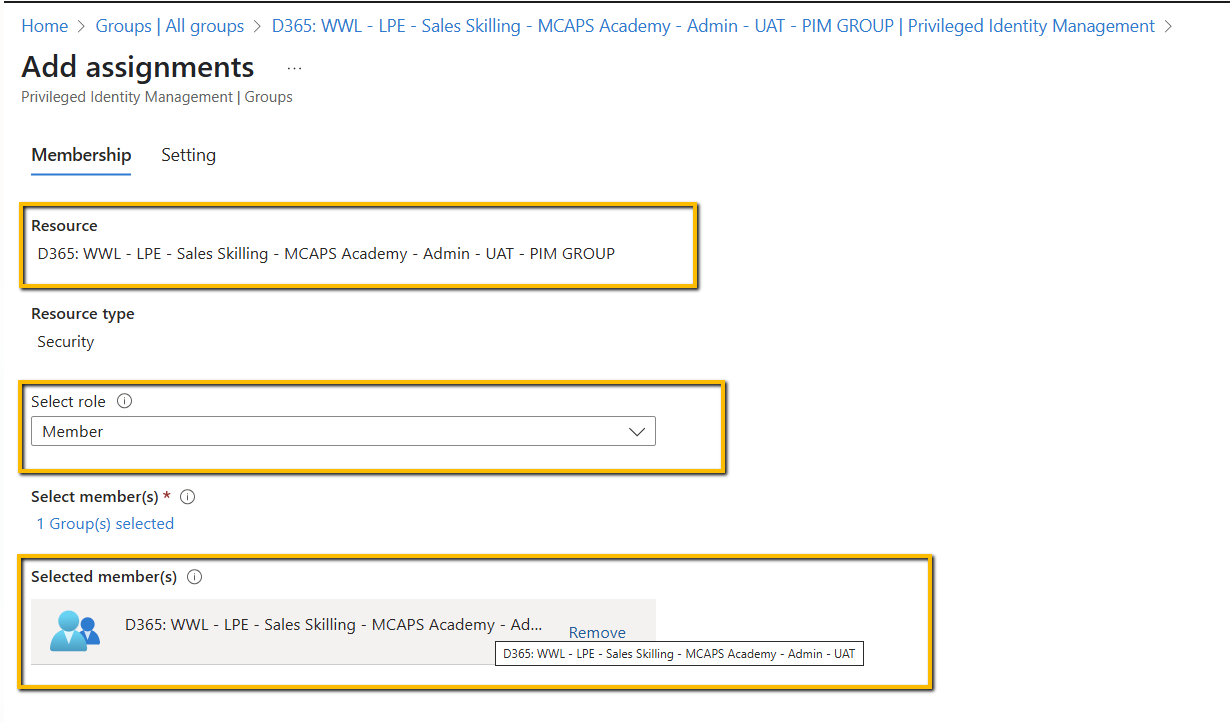 Home > Groups | All groups > D365: WWL - LPE - Sales Skilling - MCAPS Academy - Admin - UAT - PIM GROUP | Privileged Identity Management >
Add assignments ...
Privileged Identity Management | Groups
Membership Setting
Resource
D365: WWL - LPE - Sales Skilling - MCAPS Academy - Admin - UAT - PIM GROUP
Resource type
Security
Select role
Member
Select member(s) *
1 Group(s) selected
Selected member(s)
D365: WWL - LPE - Sales Skilling - MCAPS Academy - Ad...
Remove
D365: WWL - LPE - Sales Skilling - MCAPS Academy - Admin - UAT